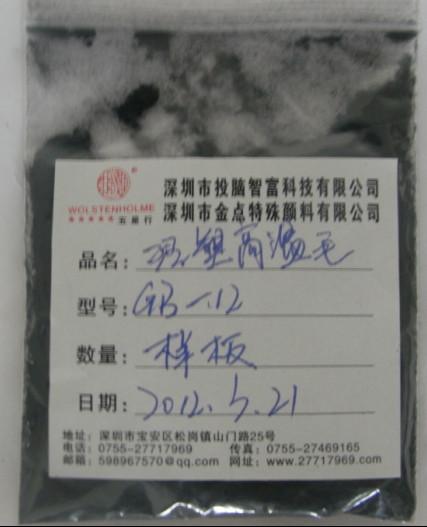 WOLSTENHOLME
五星行
深圳市投脑智富科技有限公司
深圳市金点特殊颜料有限公司
品名: 塑高温毛
型号: GB-12
数量: 样板
日期: 2012.5.21
地址: 深圳市宝安区松岗镇山门路25号
电话: 0755-27717969 传真: 0755-27469165
邮箱: 598967570@qq.com 网址: www.27717969.com